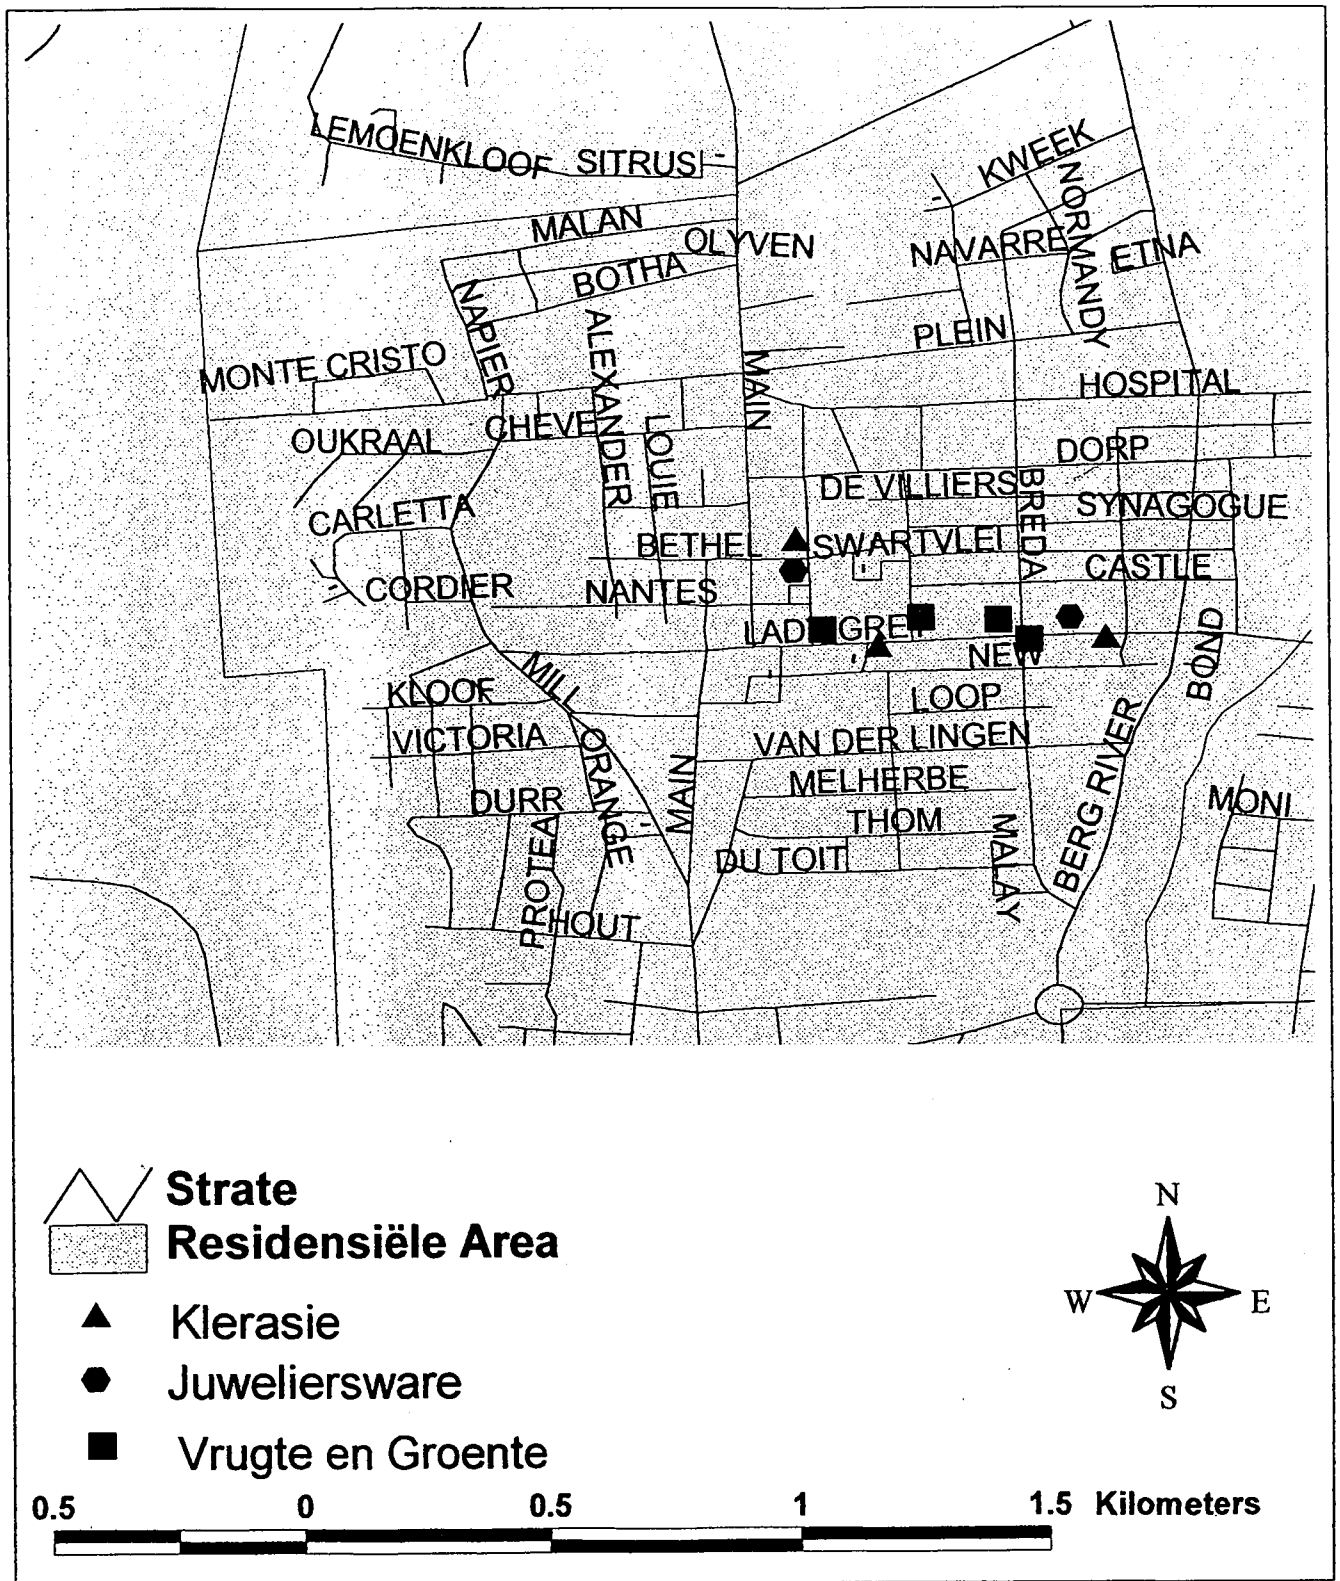 LEMOENKLOOF SITRUS
KWEEK
NORMANDY
MALAN
OLYVEN
NAVARRE
ETNA
BOTHA
NAPIER
ALEXANDER
PLEIN
MONTE CRISTO
MAIN
HOSPITAL
CHEVE
LOUIE
OUKRAAL
DORP
DE VILLIERS
BREDA
SYNAGOGUE
CARLETTA
BETHEL
SWARTVLEI
CASTLE
CORDIER
NANTES
NEW
BOND
MILL
KLOOF
LOOP
VICTORIA
ORANGE
MAIN
VAN DER LINGEN
BERG RIVER
MELHERBE
MONI
DURR
THOM
PROTEA
DU TOIT
MALAY
HOUT
Strate
Residensiële Area
Klerasie
Juweliersware
Vrugte en Groente
N
W E
S
0.5 0 0.5 1 1.5 Kilometers